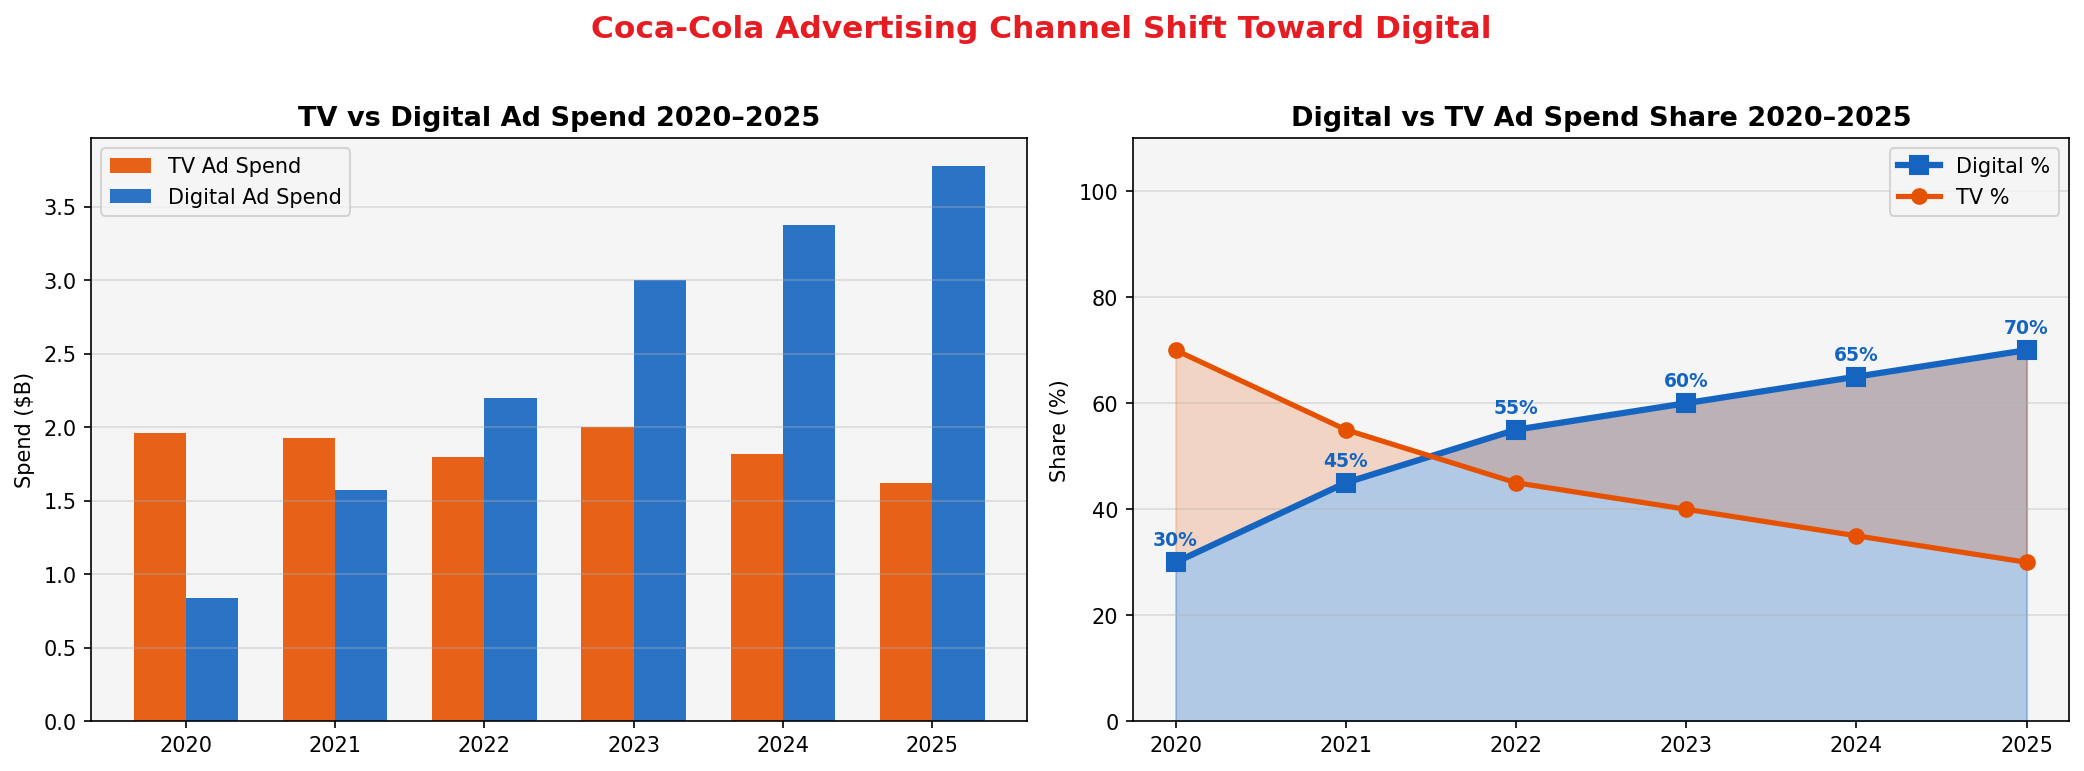 Coca-Cola Advertising Channel Shift Toward Digital
TV vs Digital Ad Spend 2020–2025
TV Ad Spend
Digital Ad Spend
Spend ($B)
3.5
3.0
2.5
2.0
1.5
1.0
0.5
0.0
2020 2021 2022 2023 2024 2025
Digital vs TV Ad Spend Share 2020–2025
Digital %
TV %
Share (%)
100
80
60
40
20
0
30%
45%
55%
60%
65%
70%
2020 2021 2022 2023 2024 2025